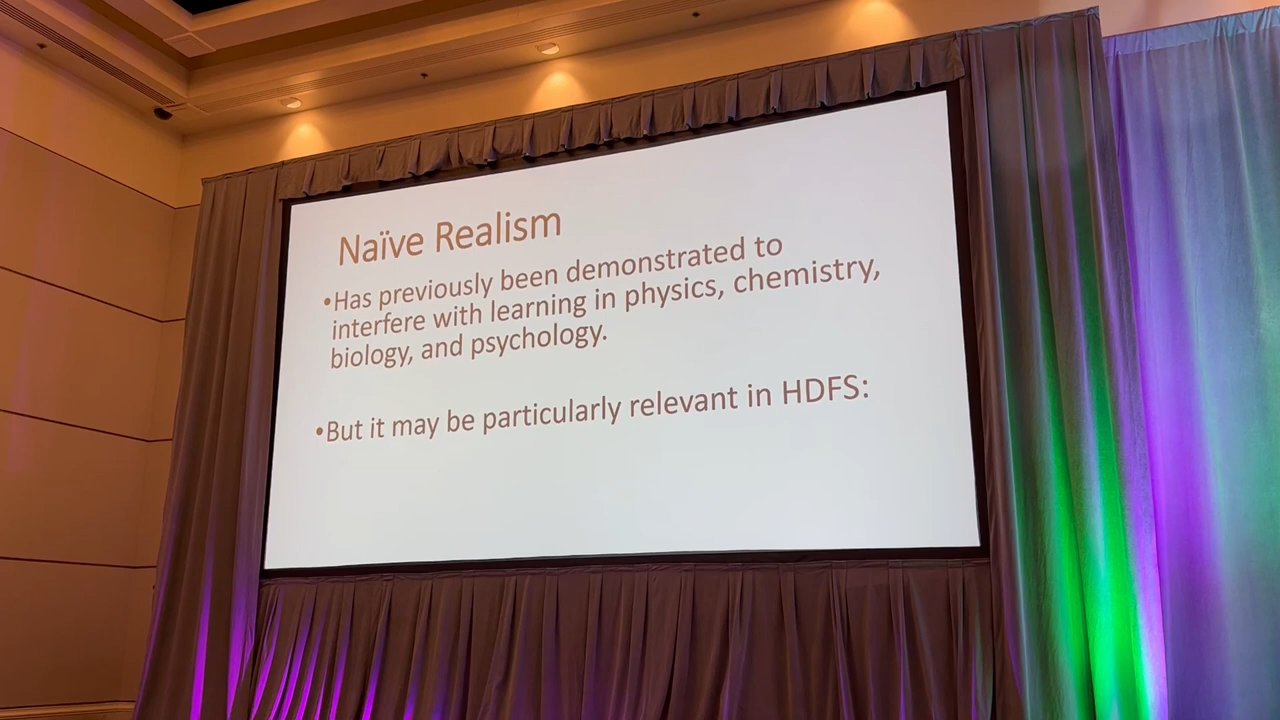 Naïve Realism
•Has previously been demonstrated to
interfere with learning in physics, chemistry,
biology, and psychology.
•But it may be particularly relevant in HDFS: